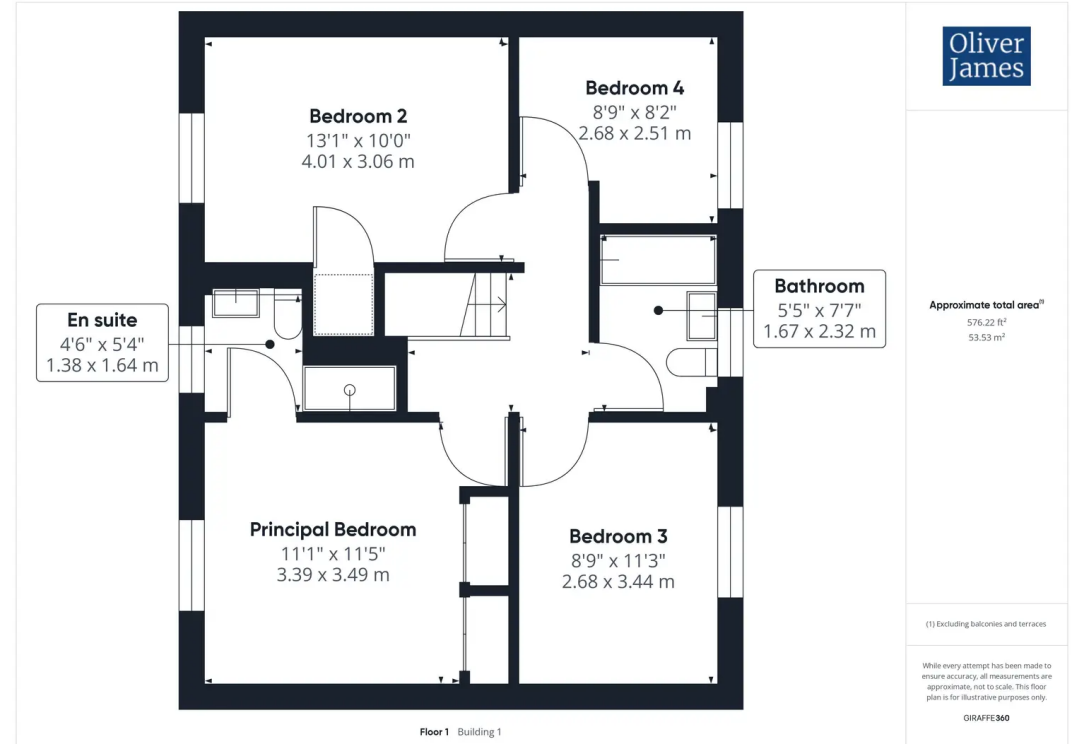 Bedroom 2
13'1" x 10'0"
4.01 x 3.06 m
Bedroom 4
8'9" x 8'2"
2.68 x 2.51 m
En suite
4'6" x 5'4"
1.38 x 1.64 m
Bathroom
5'5" x 7'7"
1.67 x 2.32 m
Principal Bedroom
11'1" x 11'5"
3.39 x 3.49 m
Bedroom 3
8'9" x 11'3"
2.68 x 3.44 m
Floor 1 Building 1
Oliver
James
Approximate total area⁽¹⁾
576.22 ft²
53.53 m²
(1) Excluding balconies and terraces
While every attempt has been made to
ensure accuracy, all measurements are
approximate, not to scale. This floor
plan is for illustrative purposes only.
GIRAFFE360